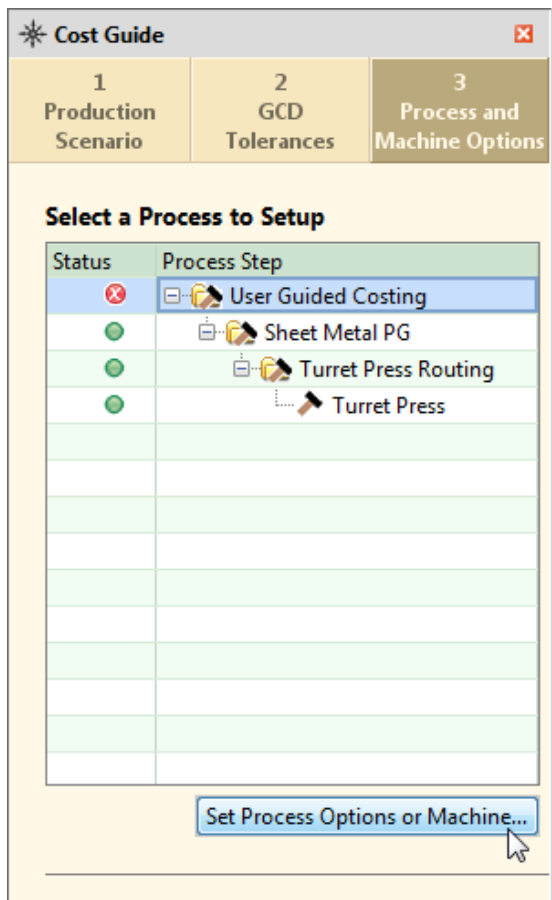 Cost Guide
1
Production
Scenario
2
GCD
Tolerances
3
Process and
Machine Options
Select a Process to Setup
Status Process Step
User Guided Costing
Sheet Metal PG
Turret Press Routing
Turret Press
Set Process Options or Machine...